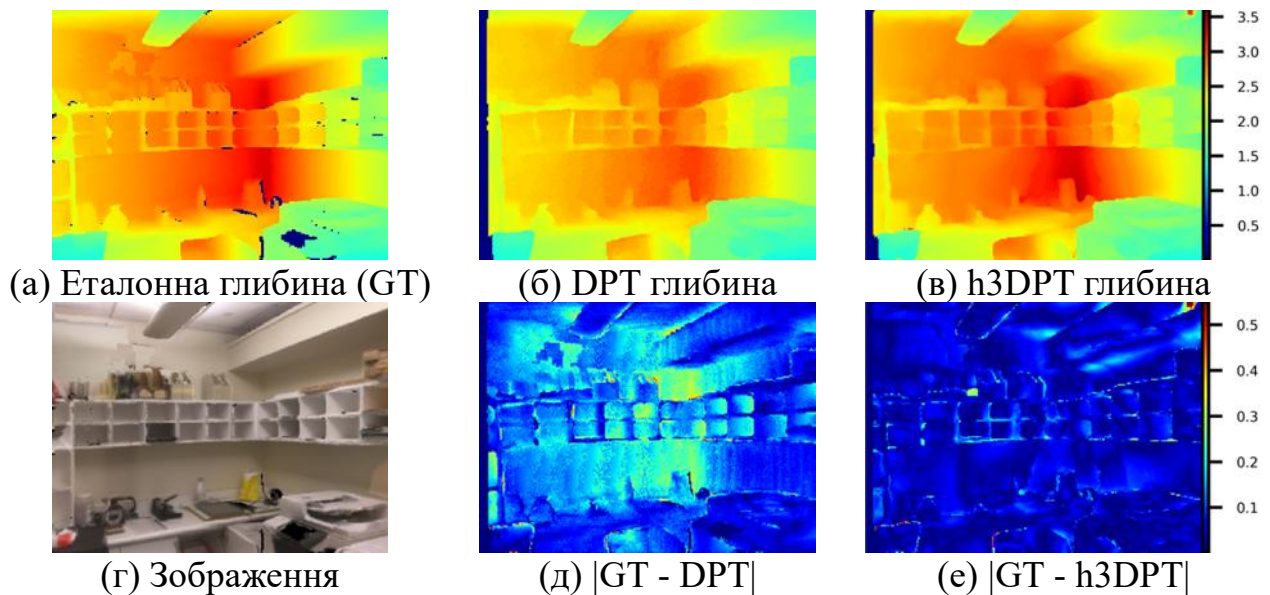 3.5
3.0
2.5
2.0
1.5
1.0
0.5
(а) Еталонна глибина (GT)
(б) DPT глибина
(в) h3DPT глибина
0.5
0.4
0.3
0.2
0.1
(г) Зображення
(д) |GT - DPT|
(е) |GT - h3DPT|